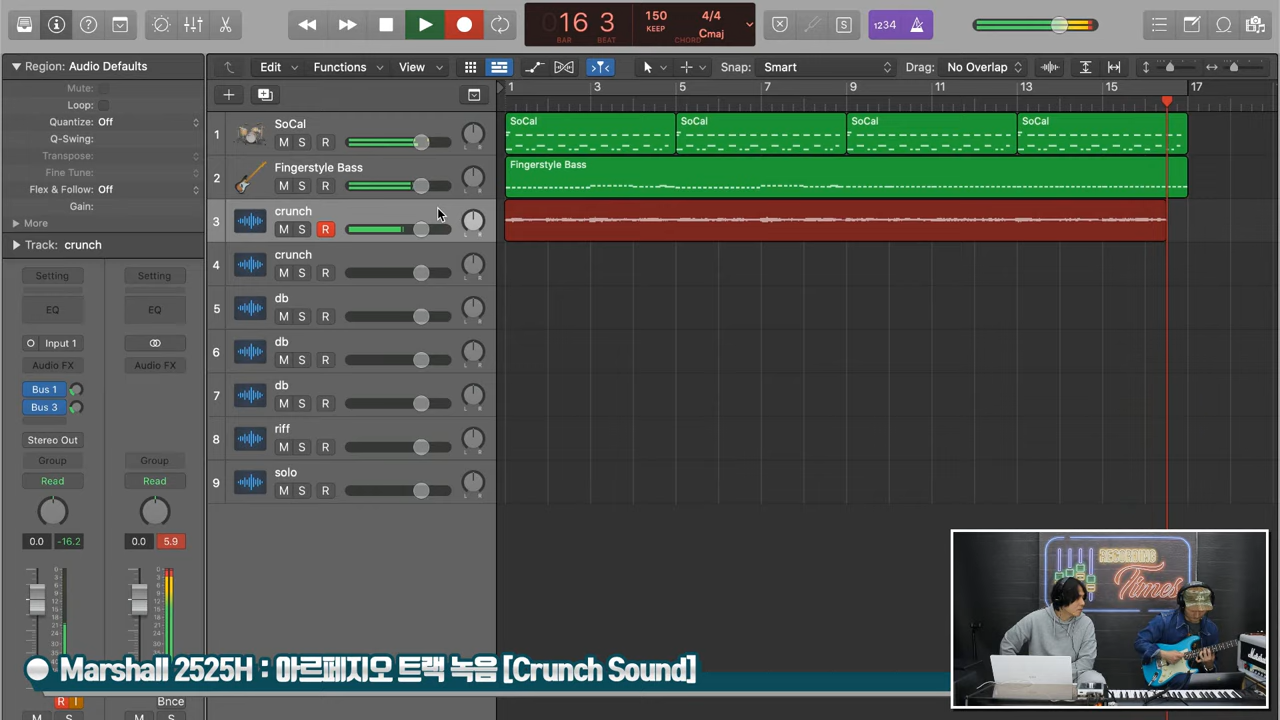 16 3
BAR BEAT
150
KEEP
4/4
Cmaj
CHORD
1234
S
Region: Audio Defaults
Mute:
Loop:
Quantize: Off
Q-Swing:
Transpose:
Fine Tune:
Flex & Follow: Off
Gain:
More
Track: crunch
Edit Functions View
Snap: Smart
Drag: No Overlap
1 3 5 7 9 11 13 15 17
1 SoCal
M S
SoCal SoCal SoCal SoCal
2 Fingerstyle Bass
M S R
Fingerstyle Bass
3 crunch
M S R
4 crunch
M S R
5 db
M S R
6 db
M S R
7 db
M S R
8 riff
M S R
9 solo
M S R
Setting Setting
EQ EQ
Input 1
Audio FX Audio FX
Bus 1
Bus 3
Stereo Out
Group Group
Read Read
0.0 -16.2 0.0 5.9
R I Bnce
M S M S
RECORDING
Times
Marshall 2525H : 아르페지오 트랙 녹음 [Crunch Sound]